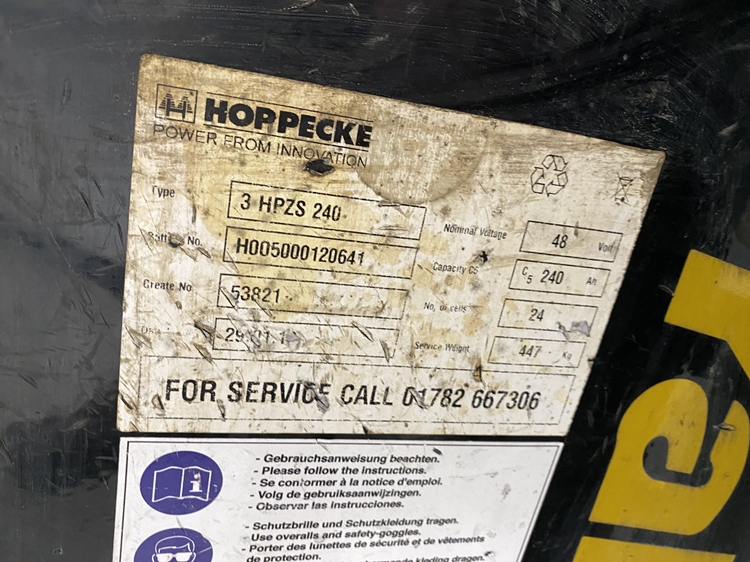 HOPPECKE
POWER FROM INNOVATION
Type 3 HPZS 240
No. H005000120641
Create No 53821
Nominal Voltage 48 Volt
Capacity C5 C5 240 Ah
No. of cells 24
Service Weight 447 Kg
FOR SERVICE CALL 01782 667306
- Gebrauchsanweisung beachten.
- Please follow the instructions.
- Se conformer à la notice d'emploi.
- Volg de gebruiksaanwijzingen.
- Observar las instrucciones.
- Schutzbrille und Schutzkleidung tragen.
Use overalls and safety-goggles.
- Porter des lunettes de sécurité et de vêtements
de protection.
kleding dragen.